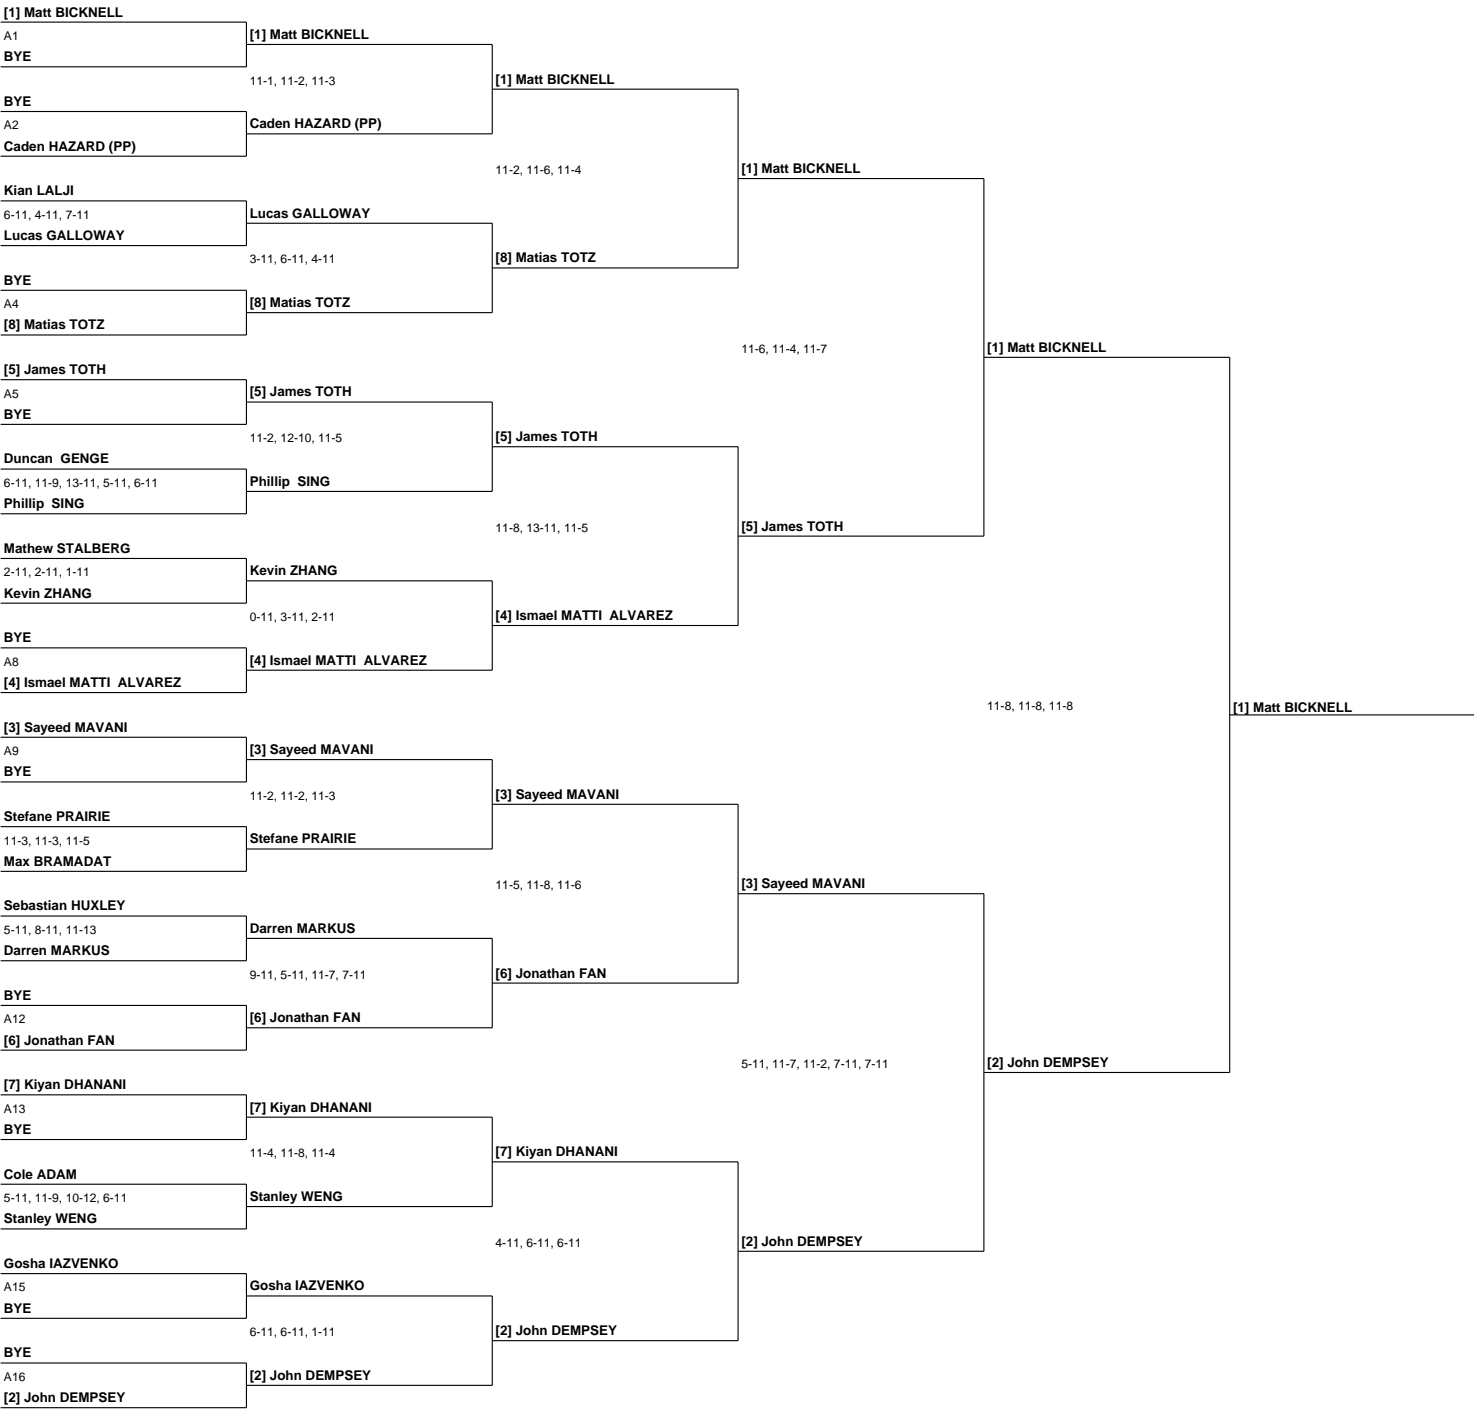 [1] Matt BICKNELL
A1
BYE
BYE
A2
Caden HAZARD (PP)
Kian LALJI
6-11, 4-11, 7-11
Lucas GALLOWAY
BYE
A4
[8] Matias TOTZ
[5] James TOTH
A5
BYE
Duncan  GENGE
6-11, 11-9, 13-11, 5-11, 6-11
Phillip  SING
Mathew STALBERG
2-11, 2-11, 1-11
Kevin ZHANG
BYE
A8
[4] Ismael MATTI  ALVAREZ
[3] Sayeed MAVANI
A9
BYE
Stefane PRAIRIE
11-3, 11-3, 11-5
Max BRAMADAT
Sebastian HUXLEY
5-11, 8-11, 11-13
Darren MARKUS
BYE
A12
[6] Jonathan FAN
[7] Kiyan DHANANI
A13
BYE
Cole ADAM
5-11, 11-9, 10-12, 6-11
Stanley WENG
Gosha IAZVENKO
A15
BYE
BYE
A16
[2] John DEMPSEY
[1] Matt BICKNELL
11-1, 11-2, 11-3
Caden HAZARD (PP)
Lucas GALLOWAY
3-11, 6-11, 4-11
[8] Matias TOTZ
[5] James TOTH
11-2, 12-10, 11-5
Phillip  SING
Kevin ZHANG
0-11, 3-11, 2-11
[4] Ismael MATTI  ALVAREZ
[3] Sayeed MAVANI
11-2, 11-2, 11-3
Stefane PRAIRIE
Darren MARKUS
9-11, 5-11, 11-7, 7-11
[6] Jonathan FAN
[7] Kiyan DHANANI
11-4, 11-8, 11-4
Stanley WENG
Gosha IAZVENKO
6-11, 6-11, 1-11
[2] John DEMPSEY
[1] Matt BICKNELL
11-2, 11-6, 11-4
[8] Matias TOTZ
[5] James TOTH
11-8, 13-11, 11-5
[4] Ismael MATTI  ALVAREZ
[3] Sayeed MAVANI
11-5, 11-8, 11-6
[6] Jonathan FAN
[7] Kiyan DHANANI
4-11, 6-11, 6-11
[2] John DEMPSEY
[1] Matt BICKNELL
11-6, 11-4, 11-7
[5] James TOTH
[3] Sayeed MAVANI
5-11, 11-7, 11-2, 7-11, 7-11
[2] John DEMPSEY
[1] Matt BICKNELL
11-8, 11-8, 11-8
[2] John DEMPSEY
[1] Matt BICKNELL